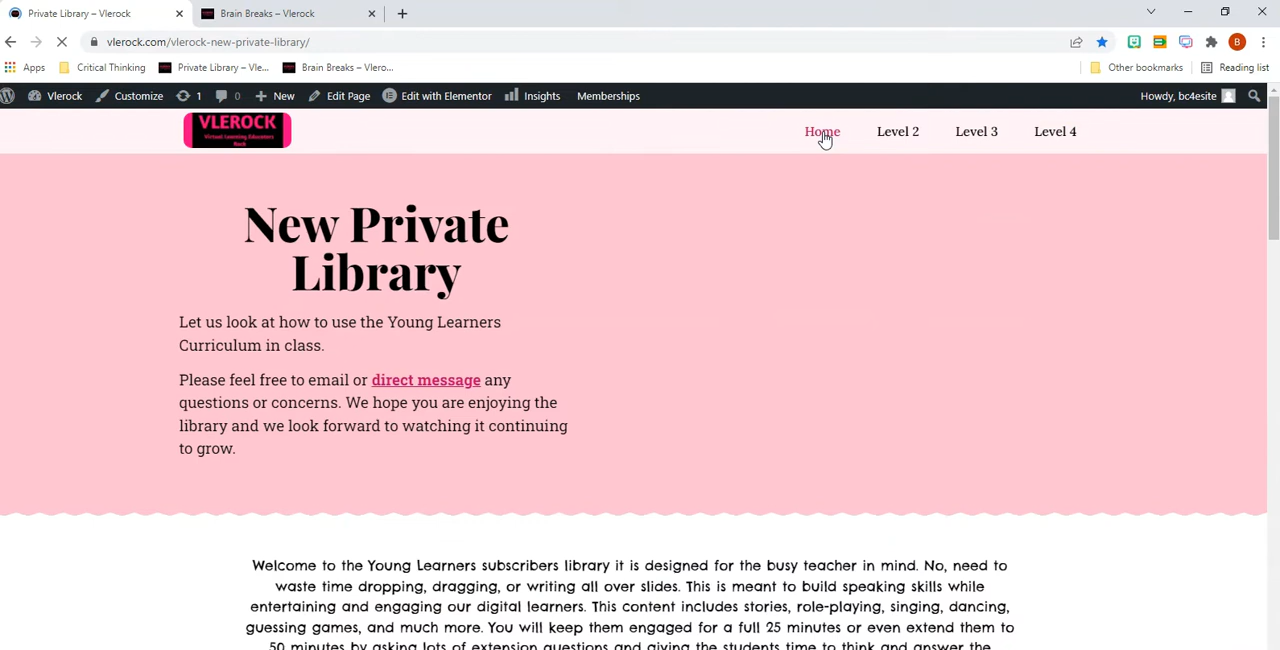 Private Library – Vlerock
Brain Breaks – Vlerock
vlerock.com/vlerock-new-private-library/
B
Apps Critical Thinking Private Library – Vle... Brain Breaks – Vlero... Other bookmarks Reading list
Vlerock Customize 1 0 New Edit Page Edit with Elementor Insights Memberships Howdy, bc4esite
VLEROCK
Virtual Learning Educators
Rock
Home Level 2 Level 3 Level 4
New Private
Library
Let us look at how to use the Young Learners
Curriculum in class.
Please feel free to email or direct message any
questions or concerns. We hope you are enjoying the
library and we look forward to watching it continuing
to grow.
Welcome to the Young Learners subscribers library it is designed for the busy teacher in mind. No, need to
waste time dropping, dragging, or writing all over slides. This is meant to build speaking skills while
entertaining and engaging our digital learners. This content includes stories, role-playing, singing, dancing,
guessing games, and much more. You will keep them engaged for a full 25 minutes or even extend them to
50 minutes by asking lots of extension questions and giving the students time to think and answer the